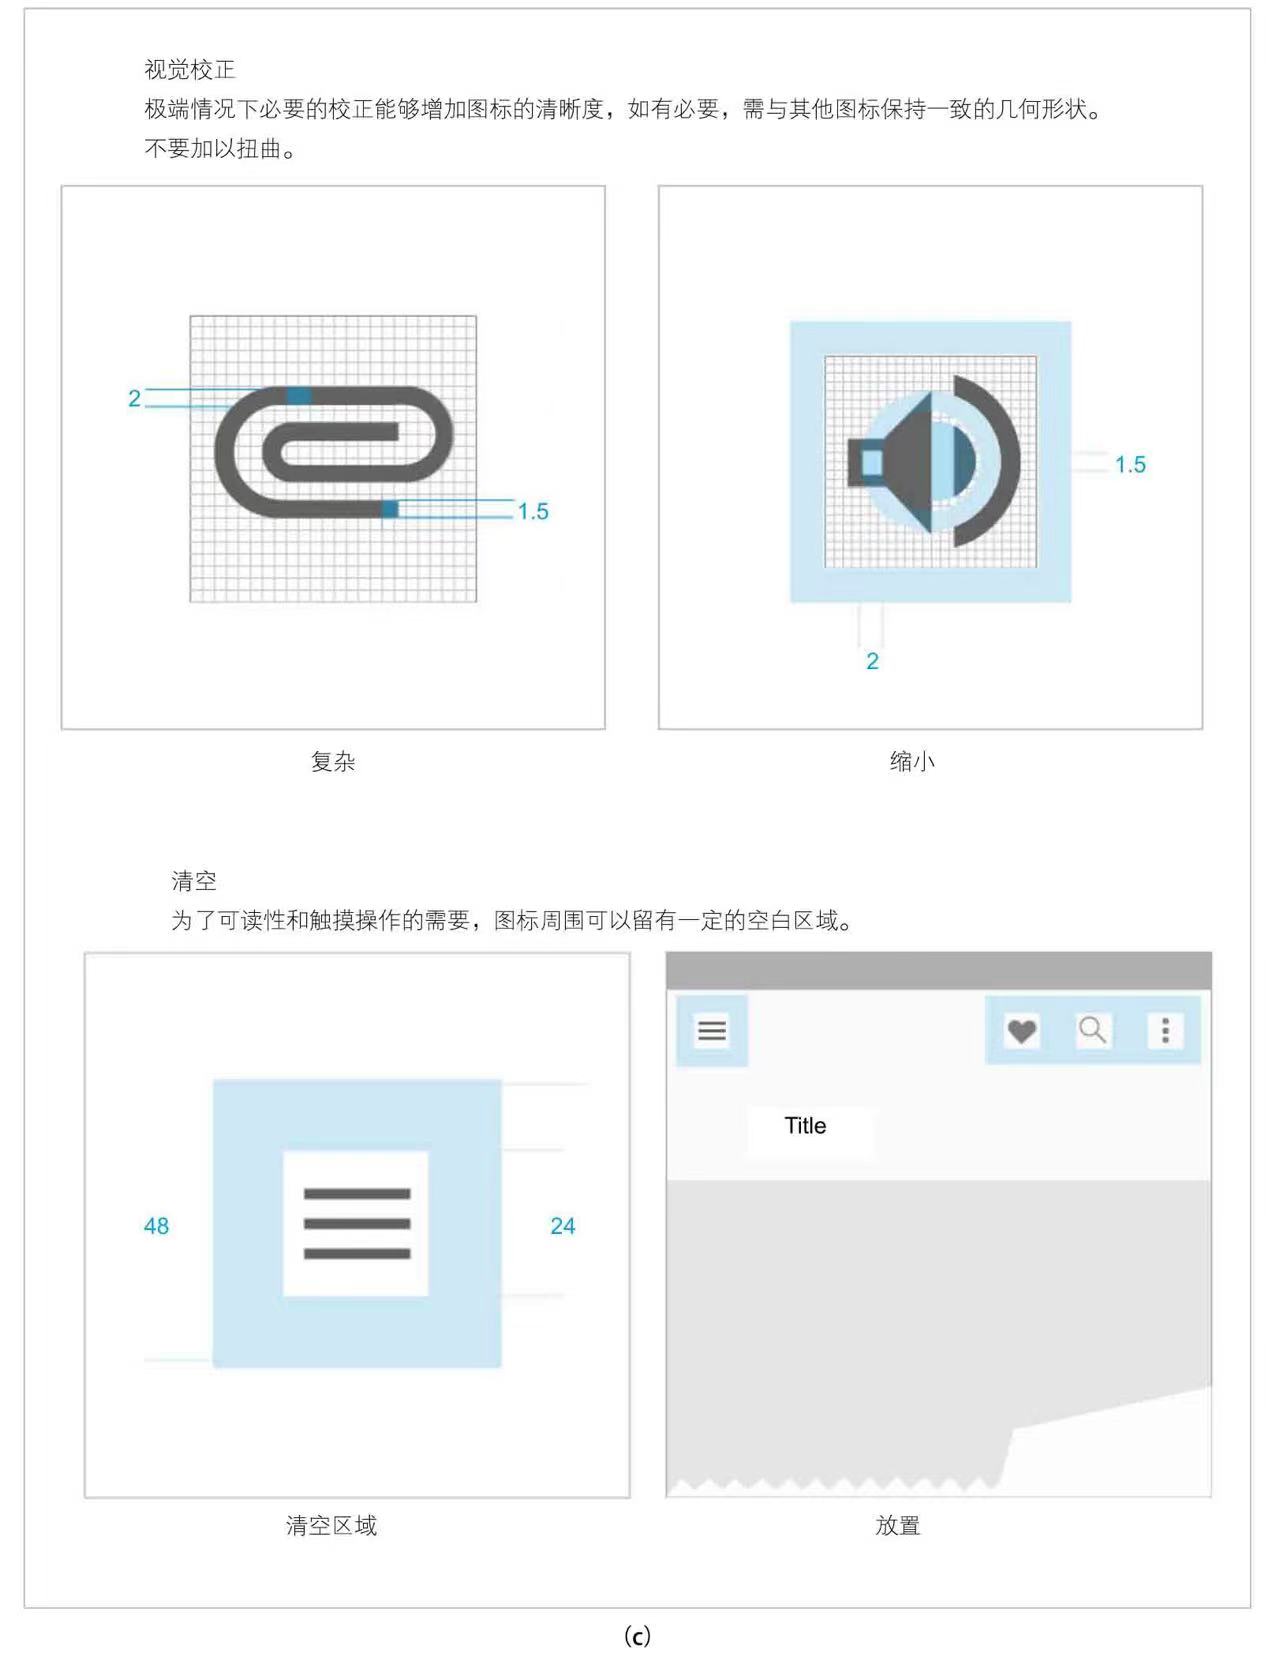 视觉校正
极端情况下必要的校正能够增加图标的清晰度，如有必要，需与其他图标保持一致的几何形状。
不要加以扭曲。
2
1.5
1.5
2
复杂
缩小
清空
为了可读性和触摸操作的需要，图标周围可以留有一定的空白区域。
48
24
Title
清空区域
放置
（c）